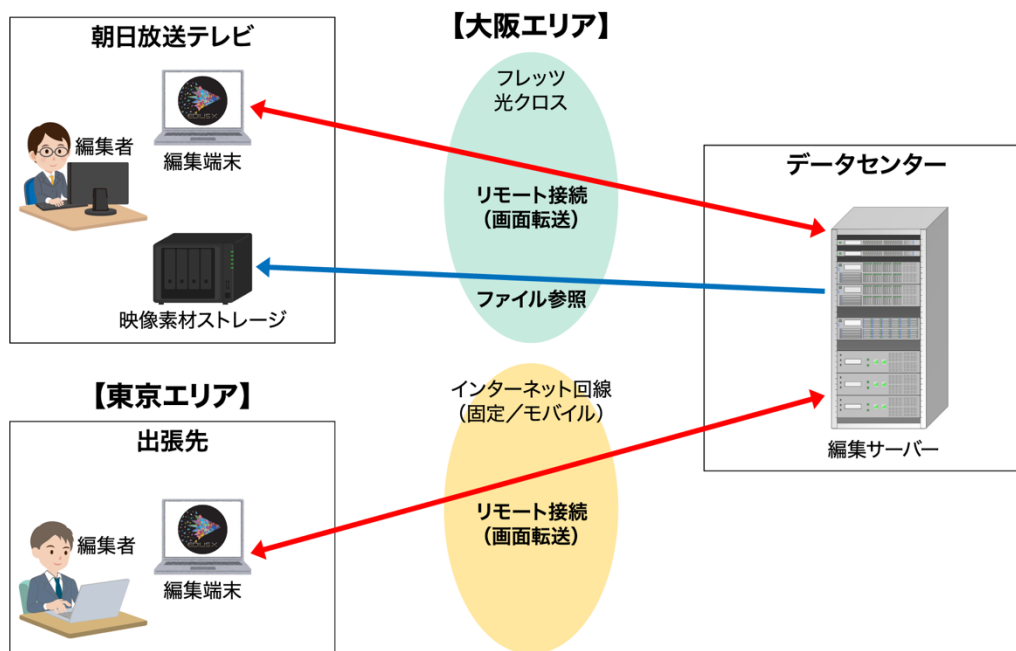 【大阪エリア】
朝日放送テレビ
編集者
編集端末
映像素材ストレージ
フレッツ
光クロス
リモート接続
（画面転送）
ファイル参照
データセンター
編集サーバー
【東京エリア】
出張先
編集者
編集端末
インターネット回線
（固定／モバイル）
リモート接続
（画面転送）
EDIUS X
EDIUS X